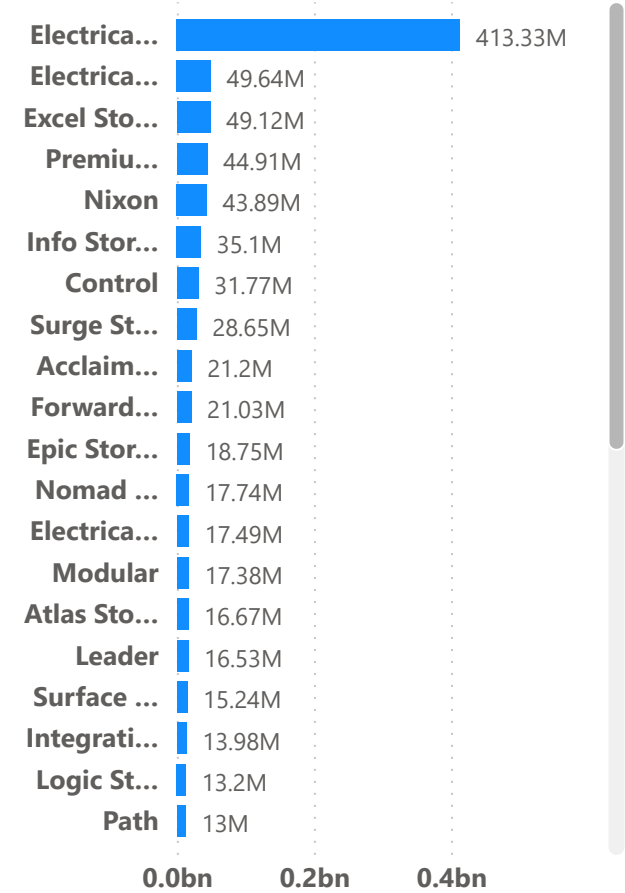 Electrica... 413.33M
Electrica... 49.64M
Excel Sto... 49.12M
Premiu... 44.91M
Nixon 43.89M
Info Stor... 35.1M
Control 31.77M
Surge St... 28.65M
Acclaim... 21.2M
Forward... 21.03M
Epic Stor... 18.75M
Nomad ... 17.74M
Electrica... 17.49M
Modular 17.38M
Atlas Sto... 16.67M
Leader 16.53M
Surface ... 15.24M
Integrati... 13.98M
Logic St... 13.2M
Path 13M
0.0bn 0.2bn 0.4bn